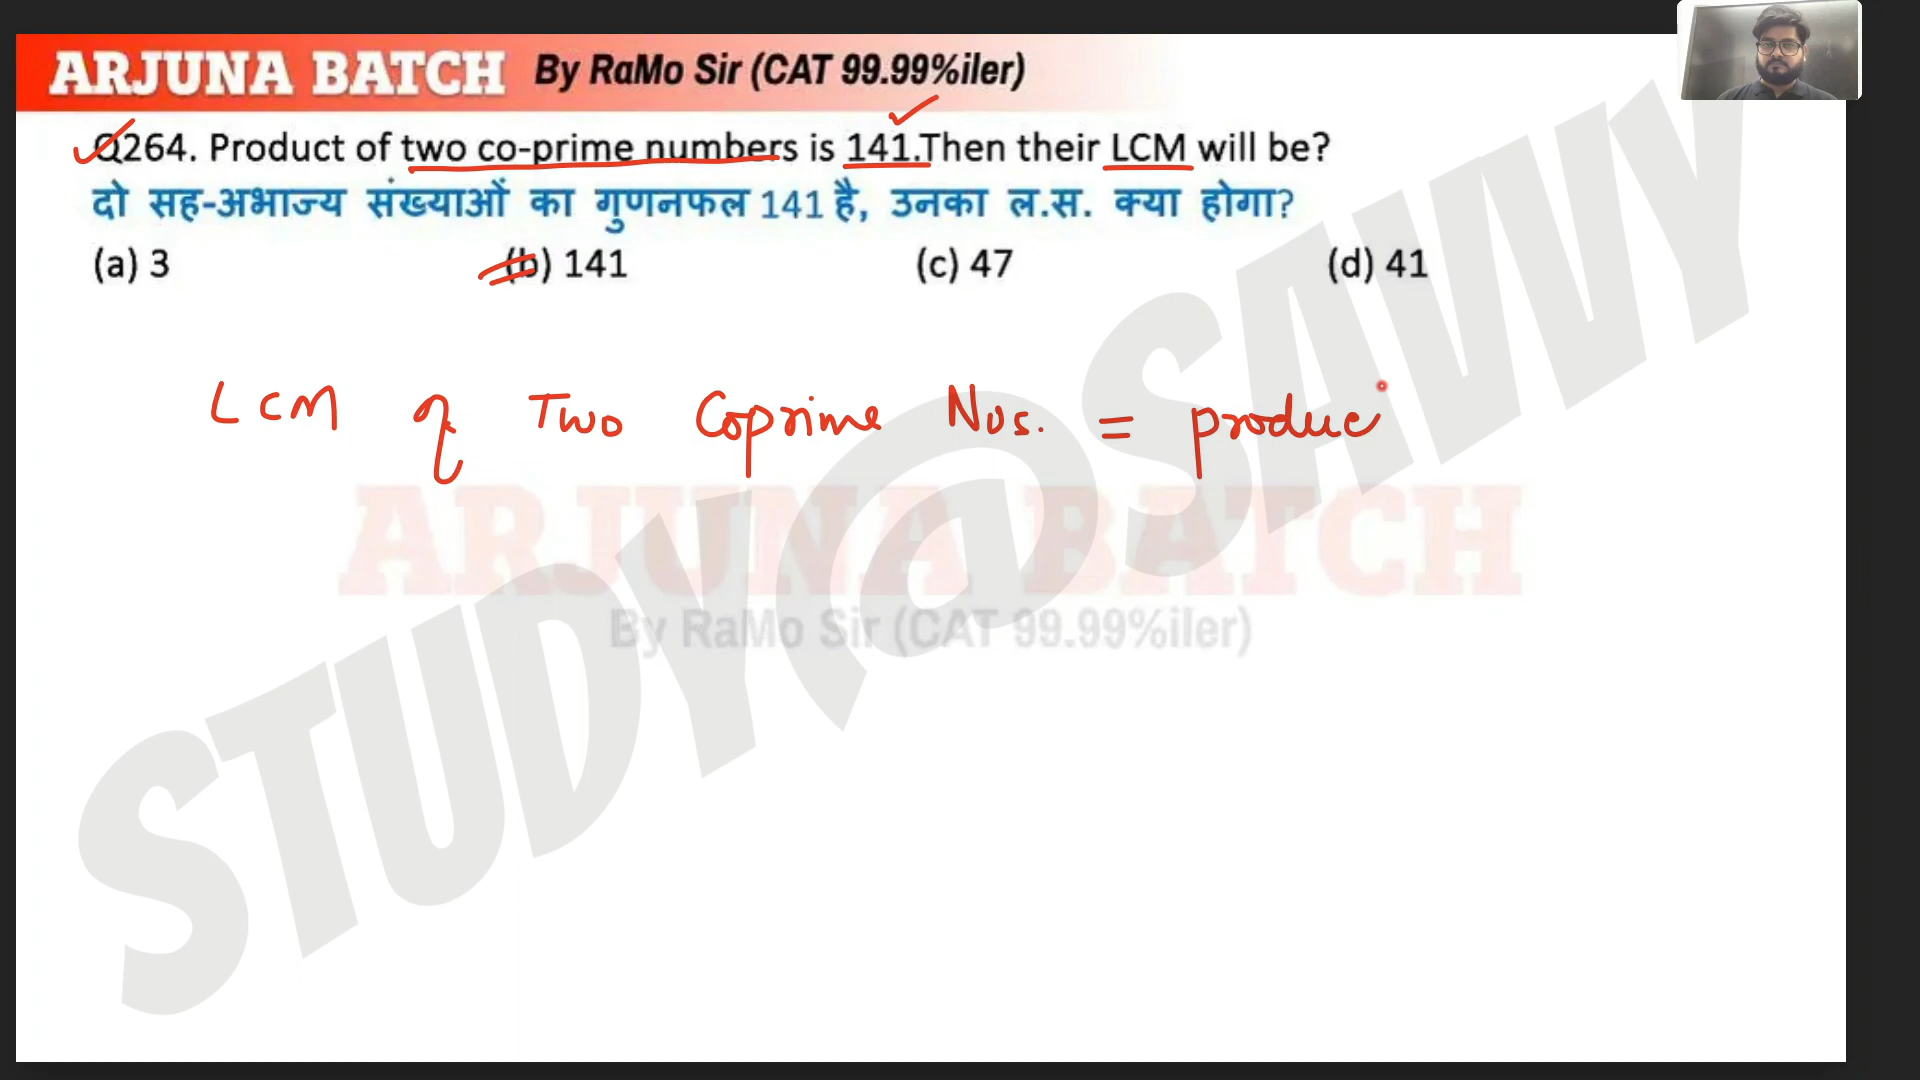 ARJUNA BATCH By RaMo Sir (CAT 99.99%iler)
Q264. Product of two co-prime numbers is 141.Then their LCM will be?
दो सह-अभाज्य संख्याओं का गुणनफल 141 है, उनका ल.स. क्या होगा?
(a) 3 (b) 141 (c) 47 (d) 41
LCM of Two Coprime Nos. = produc
ARJUNA BATCH
By RaMo Sir (CAT 99.99%iler)
STUDY@SAVVY